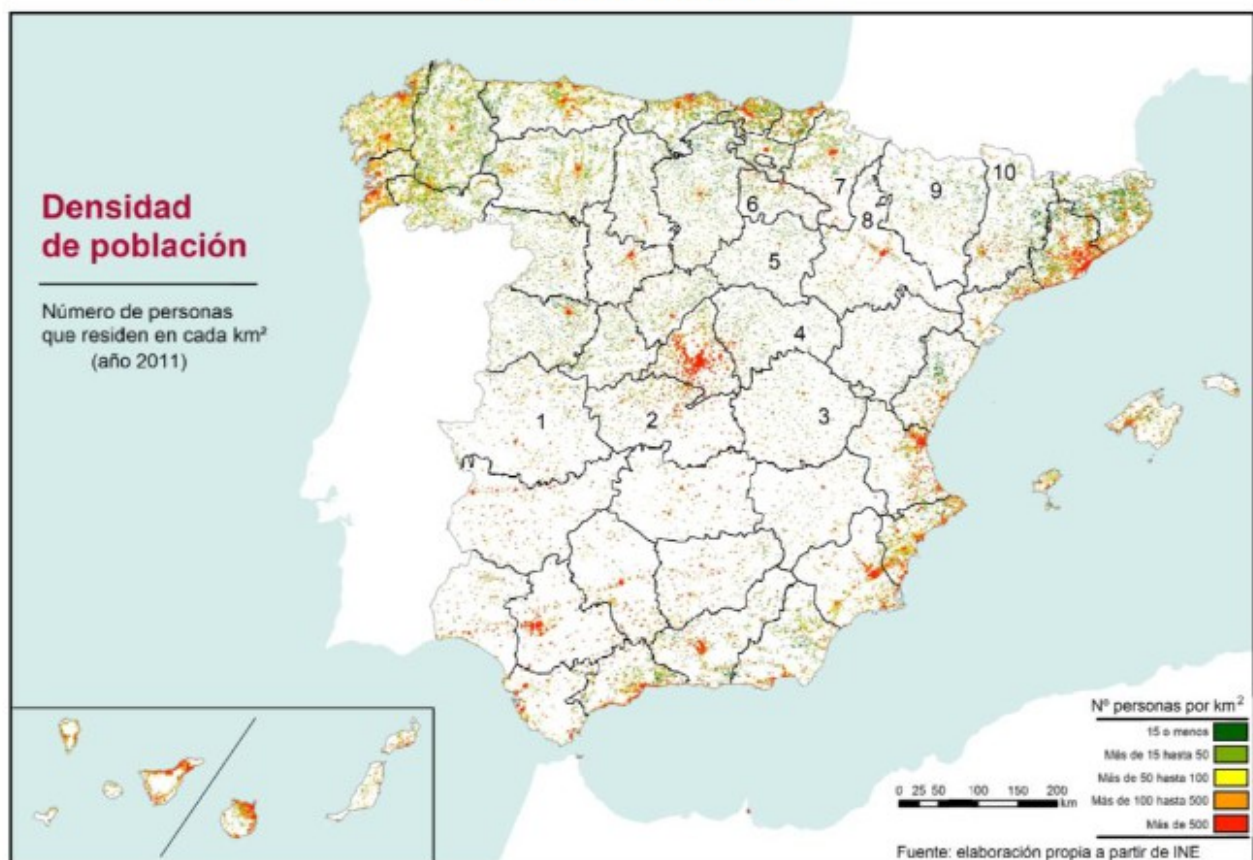 Densidad
de población
Número de personas
que residen en cada km²
(año 2011)
10
9
7
6
8
5
4
1
2
3
Nº personas por km²
15 o menos
Más de 15 hasta 50
Más de 50 hasta 100
Más de 100 hasta 500
Más de 500
0 25 50 100 150 200
km
Fuente: elaboración propia a partir de INE